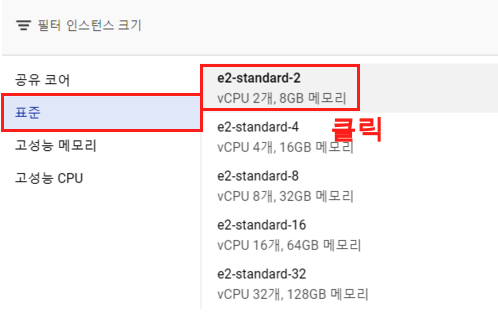 필터 인스턴스 크기
공유 코어
표준
고성능 메모리
고성능 CPU
e2-standard-2
vCPU 2개, 8GB 메모리
클릭
e2-standard-4
vCPU 4개, 16GB 메모리
e2-standard-8
vCPU 8개, 32GB 메모리
e2-standard-16
vCPU 16개, 64GB 메모리
e2-standard-32
vCPU 32개, 128GB 메모리